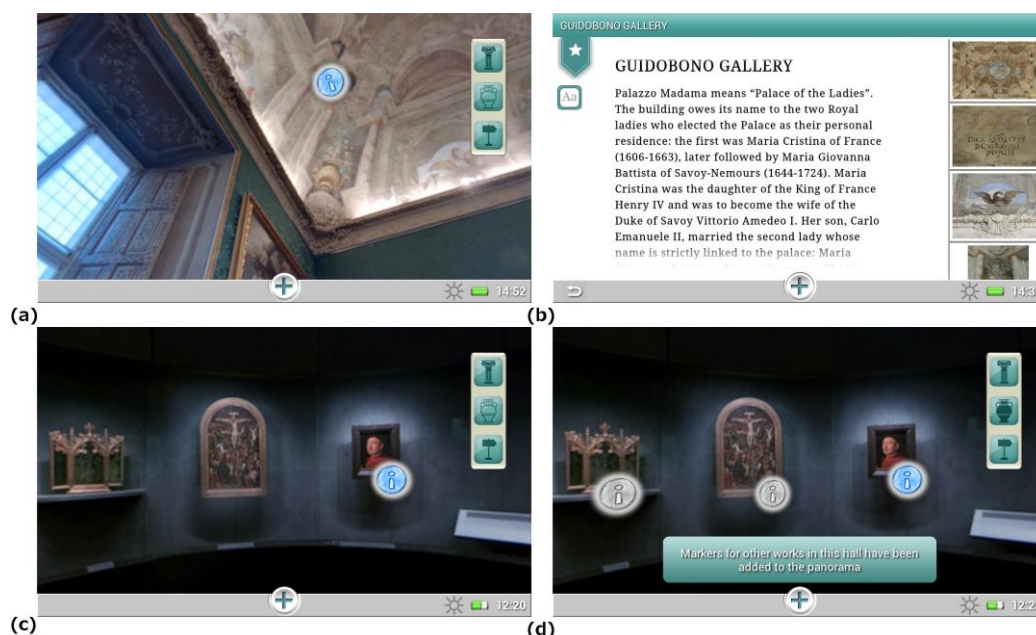 14:52
(a)
GUIDOBONO GALLERY
GUIDOBONO GALLERY
Aa
Palazzo Madama means “Palace of the Ladies”.
The building owes its name to the two Royal
ladies who elected the Palace as their personal
residence: the first was Maria Cristina of France
(1606-1663), later followed by Maria Giovanna
Battista of Savoy-Nemours (1644-1724). Maria
Cristina was the daughter of the King of France
Henry IV and was to become the wife of the
Duke of Savoy Vittorio Amedeo I. Her son, Carlo
Emanuele II, married the second lady whose
name is strictly linked to the palace: Maria
14:3
(b)
12:20
(c)
Markers for other works in this hall have been
added to the panorama
12:2
(d)